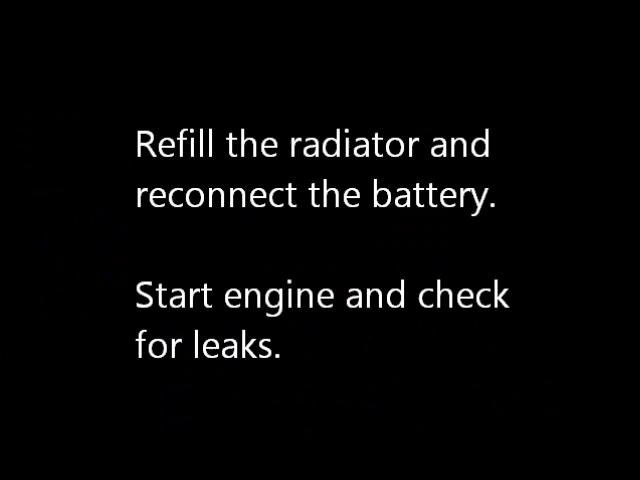 Refill the radiator and
reconnect the battery.
Start engine and check
for leaks.